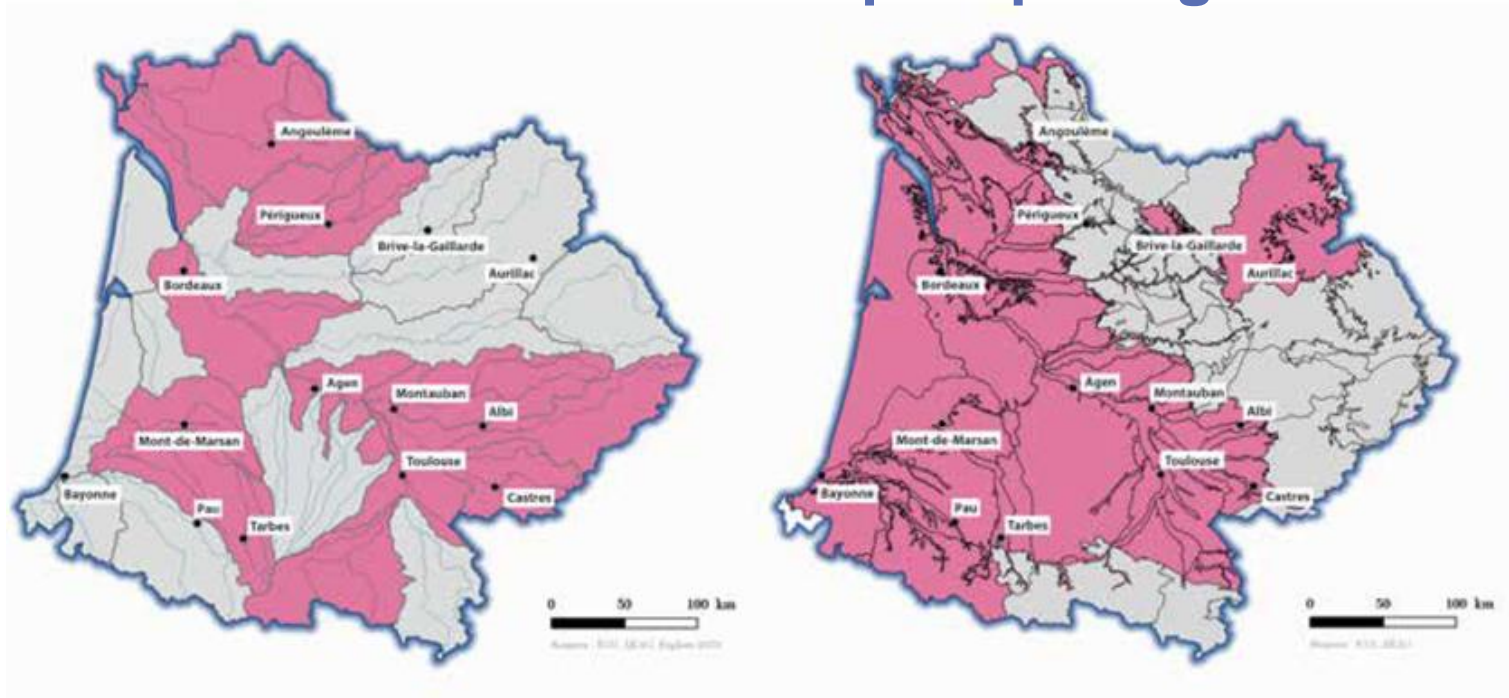 Angoulême
Périgueux
Brive-la-Gaillarde
Aurillac
Bordeaux
Agen
Montauban
Albi
Mont-de-Marsan
Toulouse
Bayonne
Castres
Pau
Tarbes
0 50 100 km
Angoulême
Périgueux
Brive-la-Gaillarde
Aurillac
Bordeaux
Agen
Montauban
Albi
Mont-de-Marsan
Toulouse
Bayonne
Castres
Pau
Tarbes
0 50 100 km